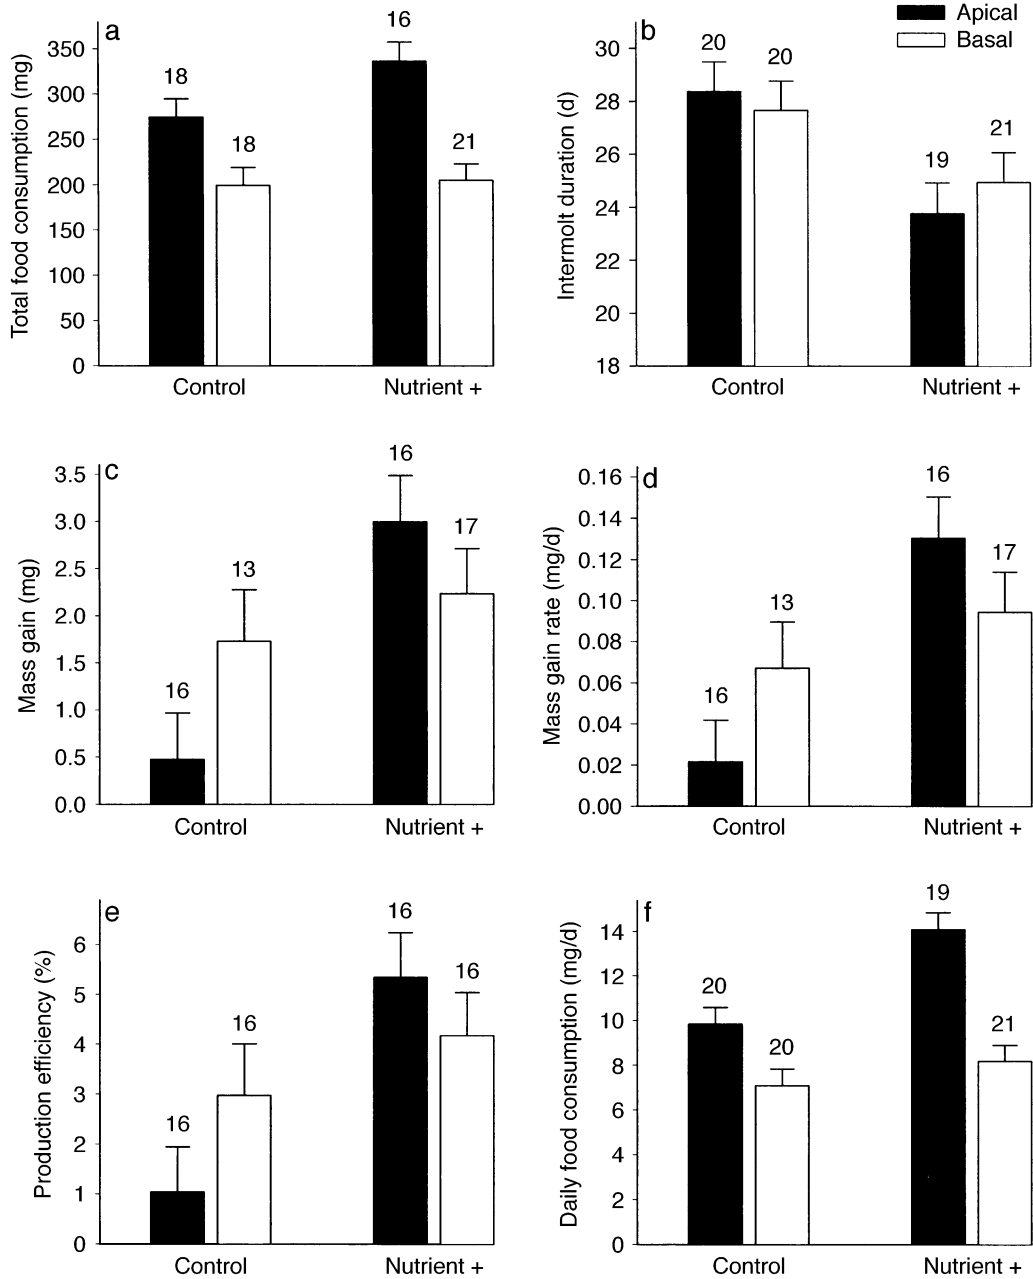 Apical
Basal
a
Total food consumption (mg)
350
300
250
200
150
100
50
0
18
18
16
21
Control
Nutrient +
b
Intermolt duration (d)
30
28
26
24
22
20
18
20
20
19
21
Control
Nutrient +
c
Mass gain (mg)
3.5
3.0
2.5
2.0
1.5
1.0
0.5
0.0
16
13
16
17
Control
Nutrient +
d
Mass gain rate (mg/d)
0.16
0.14
0.12
0.10
0.08
0.06
0.04
0.02
0.00
16
13
16
17
Control
Nutrient +
e
Production efficiency (%)
6
5
4
3
2
1
0
16
16
16
16
Control
Nutrient +
f
Daily food consumption (mg/d)
14
12
10
8
6
4
2
0
20
20
19
21
Control
Nutrient +